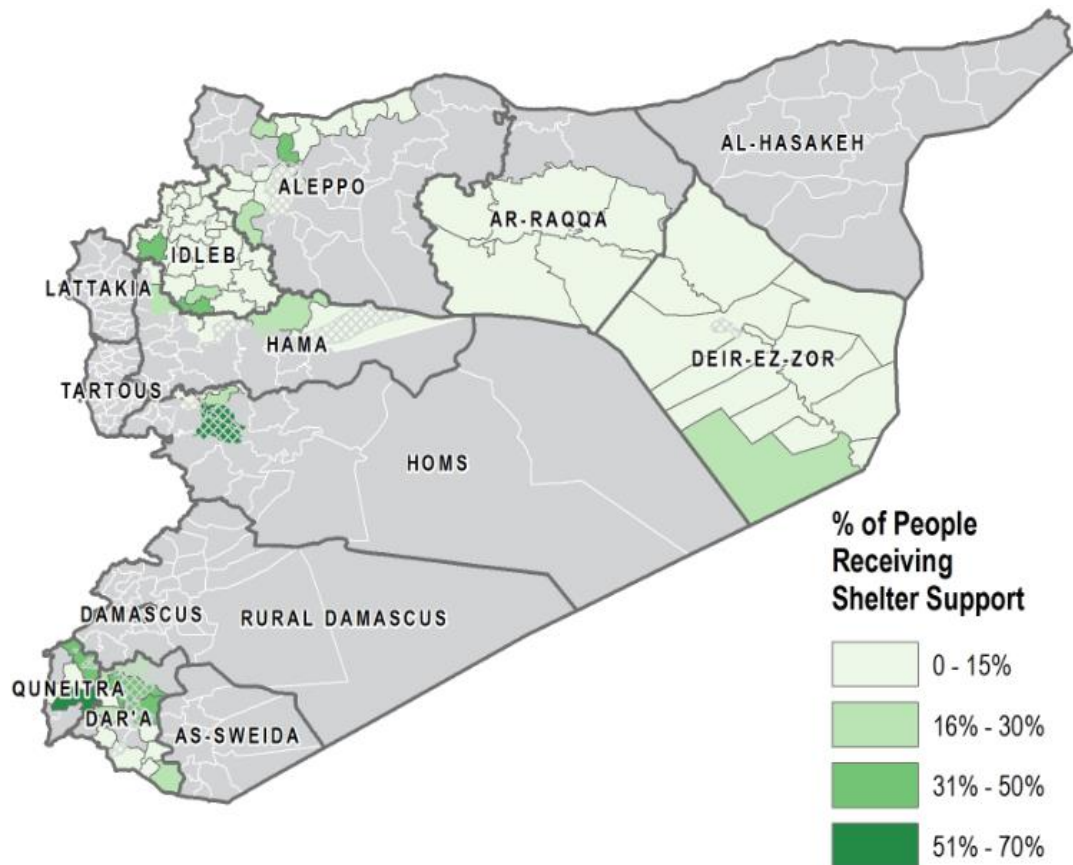 AL-HASAKEH
ALEPPO
AR-RAQQA
IDLEB
LATTAKIA
HAMA
DEIR-EZ-ZOR
TARTOUS
HOMS
% of People
Receiving
Shelter Support
DAMASCUS
RURAL DAMASCUS
0 - 15%
QUNEITRA
DAR'A
AS-SWEIDA
16% - 30%
31% - 50%
51% - 70%